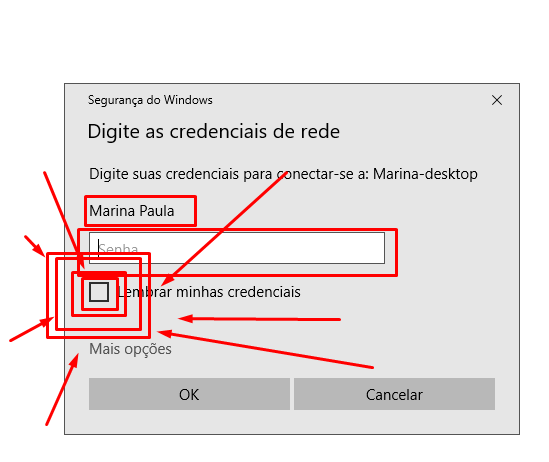 Segurança do Windows
Digite as credenciais de rede
Digite suas credenciais para conectar-se a: Marina-desktop
Marina Paula
Senha
Lembrar minhas credenciais
Mais opções
OK
Cancelar